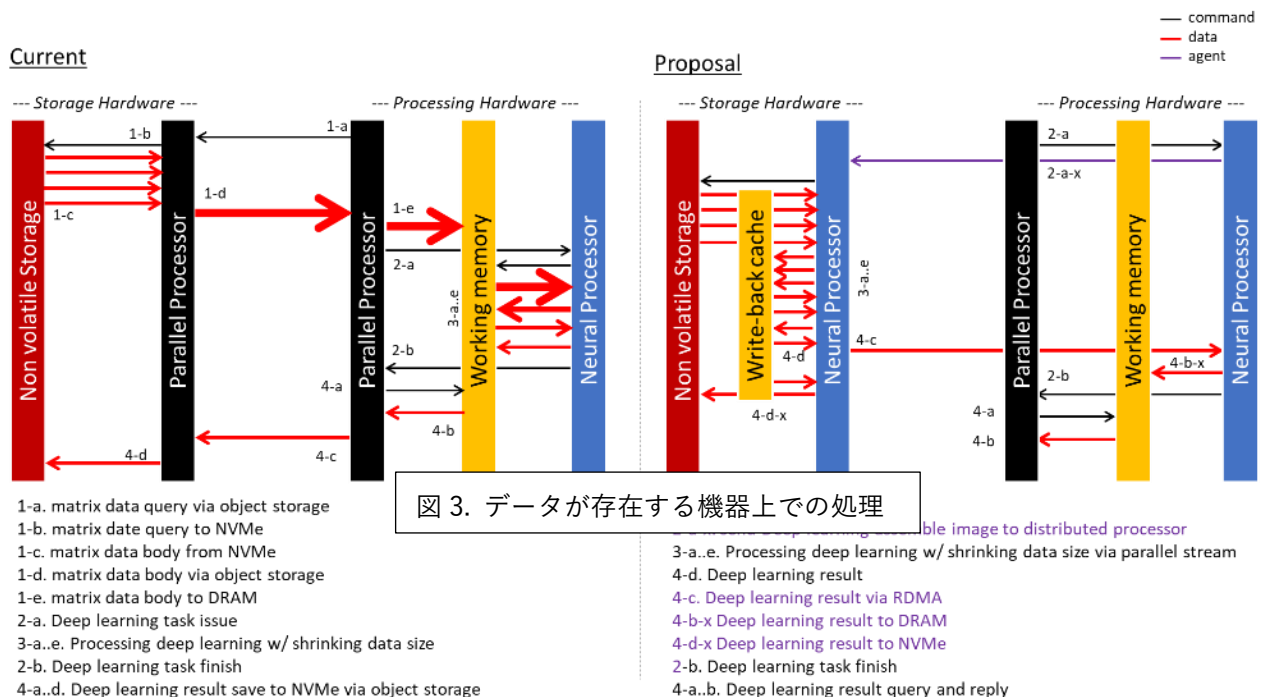 command
data
agent
Current
Proposal
--- Storage Hardware ---
--- Processing Hardware ---
--- Storage Hardware ---
--- Processing Hardware ---
Non volatile Storage
Parallel Processor
Parallel Processor
Working memory
Neural Processor
1-a
1-b
1-c
1-d
1-e
2-a
3-a..e
2-b
4-a
4-b
4-c
4-d
Non volatile Storage
Write-back cache
Neural Processor
Parallel Processor
Working memory
Neural Processor
2-a
2-a-x
3-a..e
4-d
4-c
4-b-x
2-b
4-d-x
4-a
4-b
図 3. データが存在する機器上での処理
1-a. matrix data query via object storage
1-b. matrix date query to NVMe
1-c. matrix data body from NVMe
1-d. matrix data body via object storage
1-e. matrix data body to DRAM
2-a. Deep learning task issue
3-a..e. Processing deep learning w/ shrinking data size
2-b. Deep learning task finish
4-a..d. Deep learning result save to NVMe via object storage
image to distributed processor
3-a..e. Processing deep learning w/ shrinking data size via parallel stream
4-d. Deep learning result
4-c. Deep learning result via RDMA
4-b-x Deep learning result to DRAM
4-d-x Deep learning result to NVMe
2-b. Deep learning task finish
4-a..b. Deep learning result query and reply